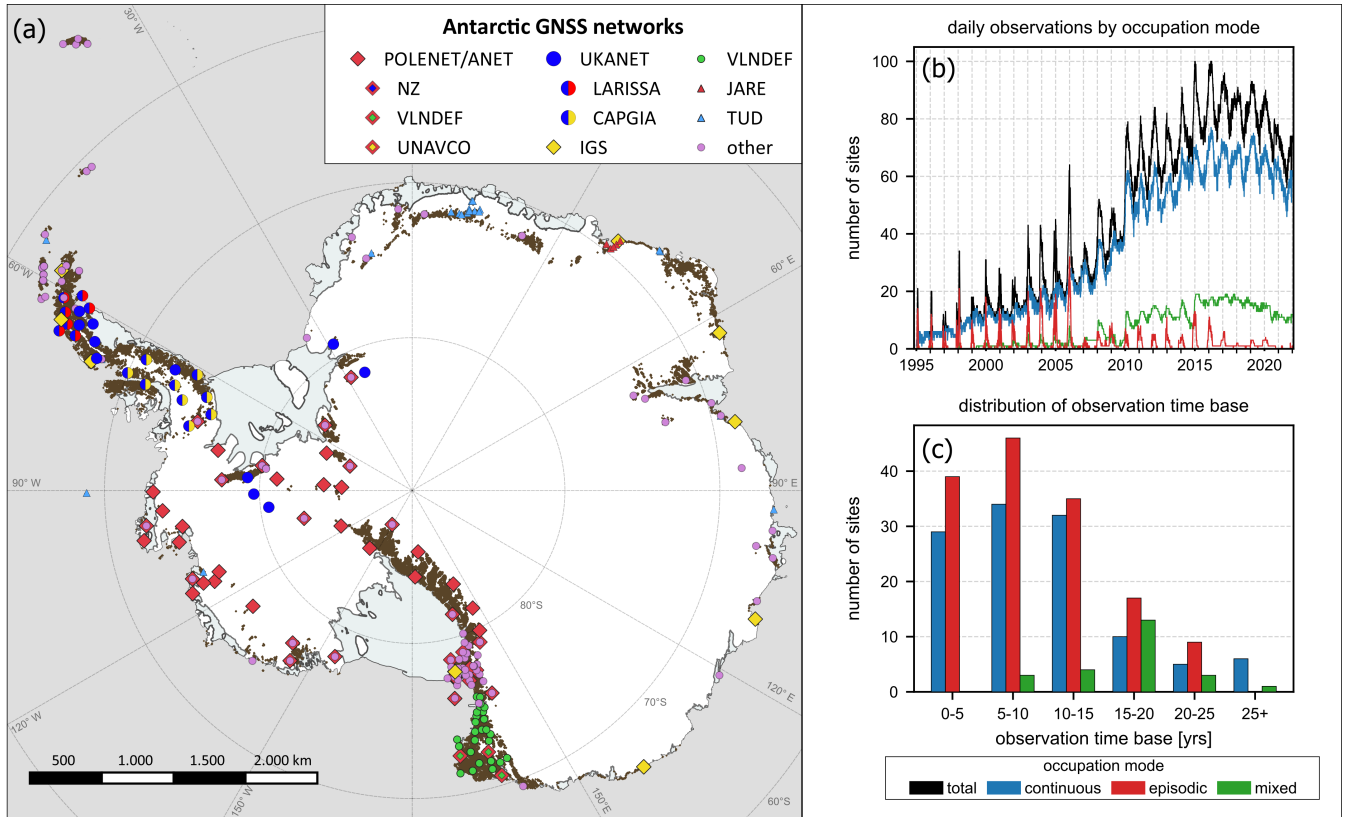 (a)
Antarctic GNSS networks
POLENET/ANET
UKANET
VLNDEF
NZ
LARISSA
JARE
VLNDEF
CAPGIA
TUD
UNAVCO
IGS
other
30° W
60°W
60° E
90° W
90° E
80°S
70°S
120° E
120° W
500 1.000 1.500 2.000 km
150°W
150°E
60°S
daily observations by occupation mode
(b)
number of sites
100
80
60
40
20
0
1995 2000 2005 2010 2015 2020
distribution of observation time base
(c)
number of sites
40
30
20
10
0
0-5 5-10 10-15 15-20 20-25 25+
observation time base [yrs]
occupation mode
total continuous episodic mixed